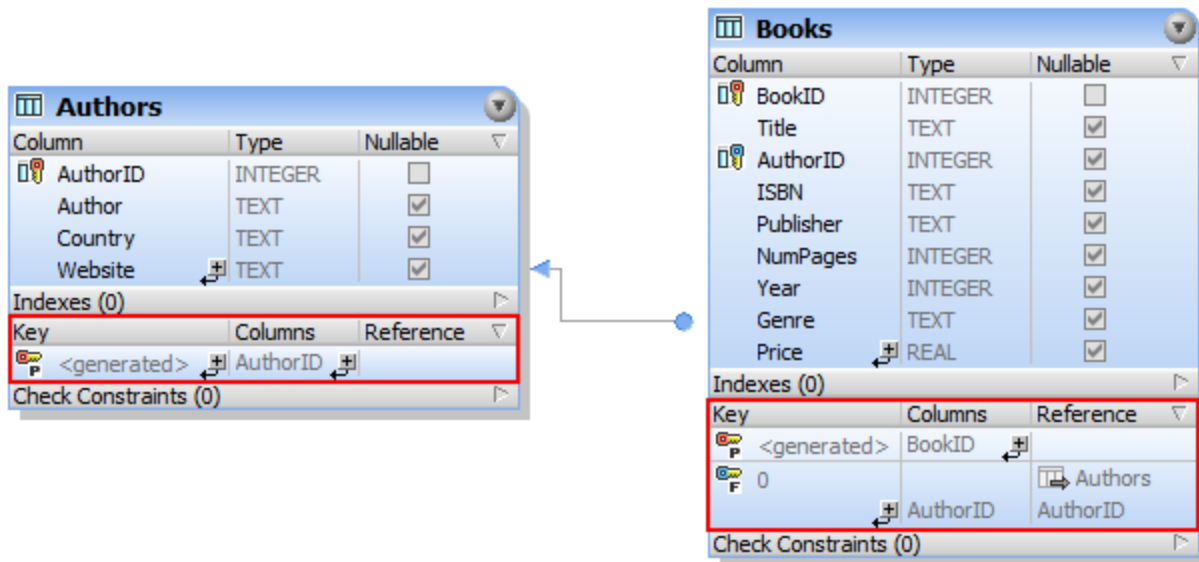 Authors
Column Type Nullable
AuthorID INTEGER
Author TEXT
Country TEXT
Website TEXT
Indexes (0)
Key Columns Reference
P <generated> AuthorID
Check Constraints (0)
Books
Column Type Nullable
BookID INTEGER
Title TEXT
AuthorID INTEGER
ISBN TEXT
Publisher TEXT
NumPages INTEGER
Year INTEGER
Genre TEXT
Price REAL
Indexes (0)
Key Columns Reference
P <generated> BookID
F 0 Authors
AuthorID AuthorID
Check Constraints (0)